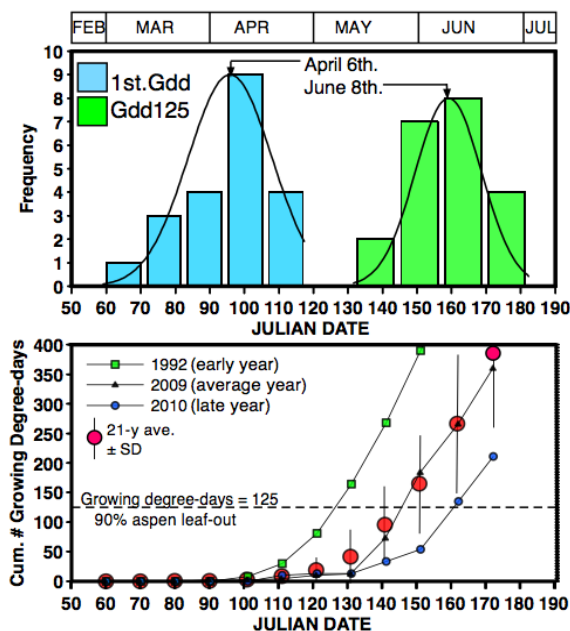 FEB MAR APR MAY JUN JUL
10
9
8
7
6
5
4
3
2
1
0
Frequency
1st.Gdd
Gdd125
April 6th.
June 8th.
50 60 70 80 90 100 110 120 130 140 150 160 170 180 190
JULIAN DATE
400
350
300
250
200
150
100
50
0
Cum. # Growing Degree-days
1992 (early year)
2009 (average year)
2010 (late year)
21-y ave.
± SD
Growing degree-days = 125
90% aspen leaf-out
50 60 70 80 90 100 110 120 130 140 150 160 170 180 190
JULIAN DATE